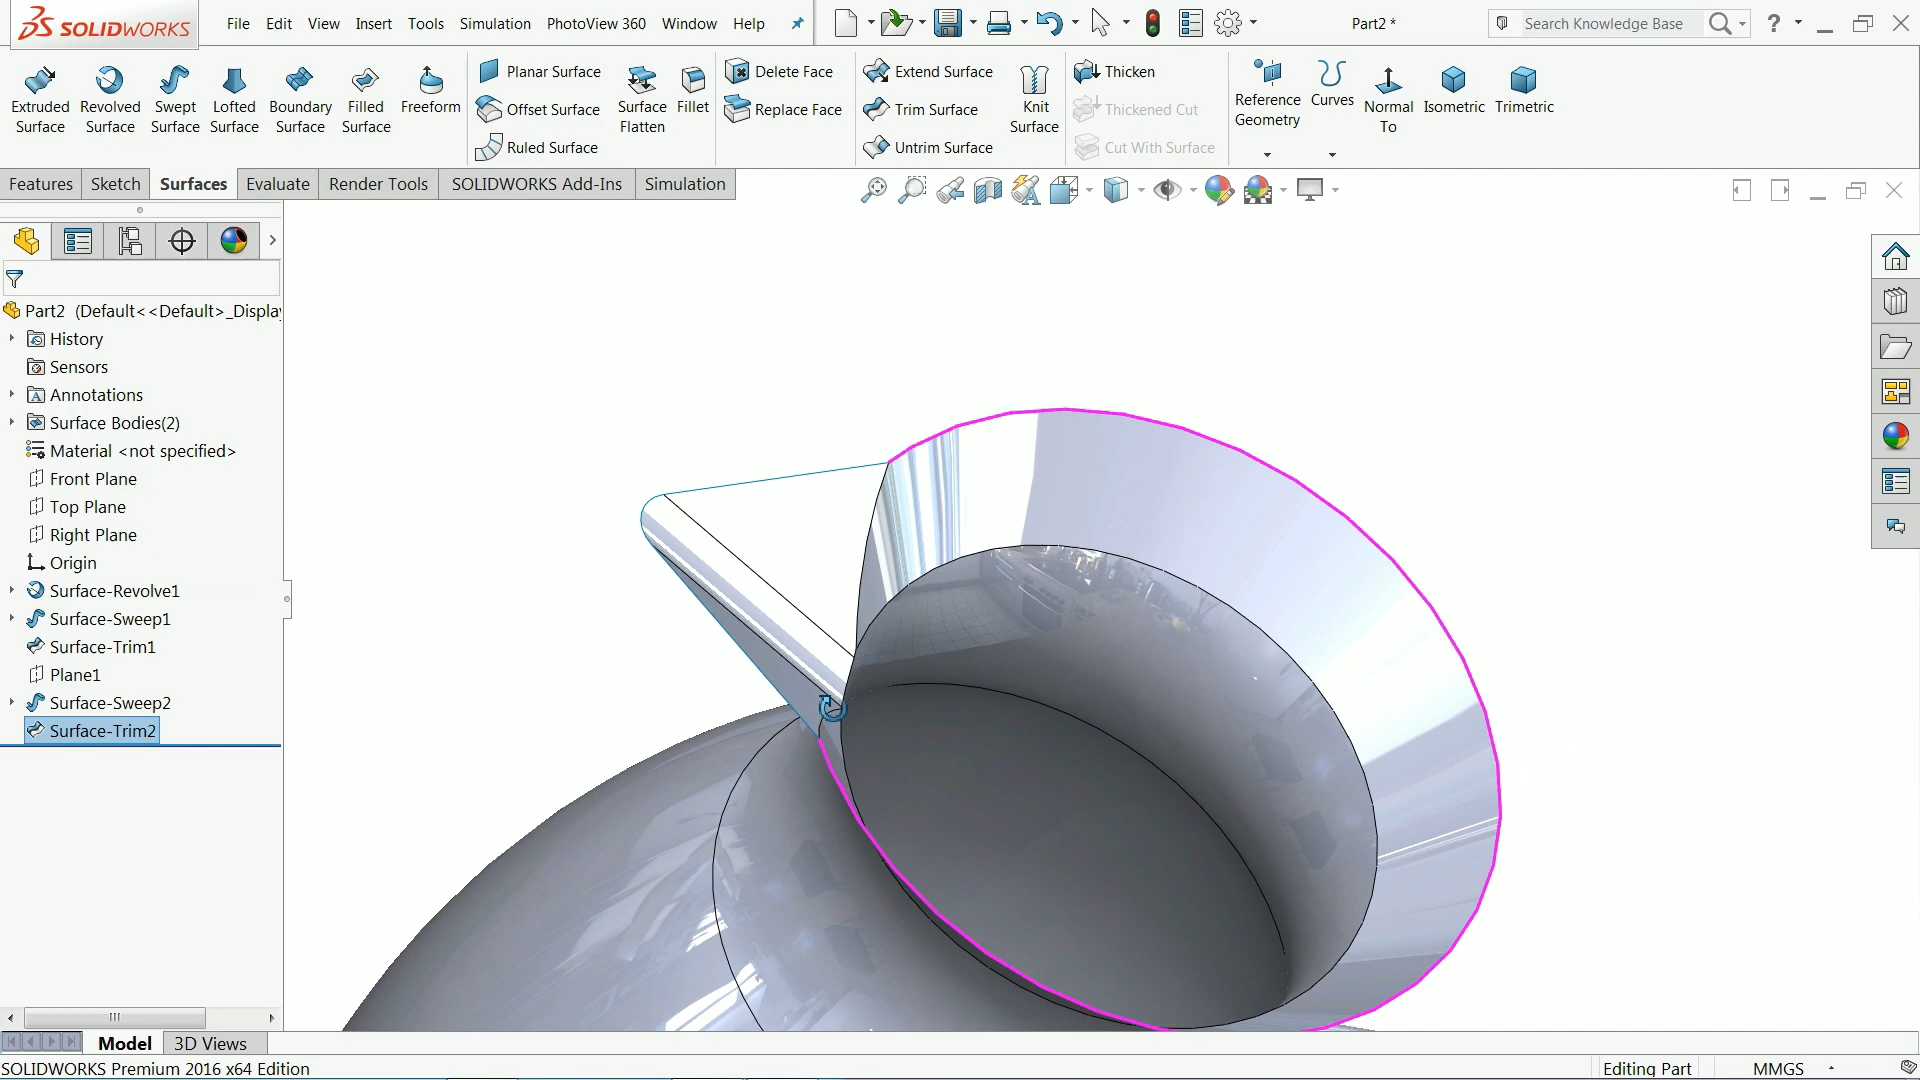 SOLIDWORKS
File Edit View Insert Tools Simulation PhotoView 360 Window Help
Part2 *
Search Knowledge Base
?
Extruded Surface
Revolved Surface
Swept Surface
Lofted Surface
Boundary Surface
Filled Surface
Freeform
Planar Surface
Offset Surface
Ruled Surface
Surface Flatten
Fillet
Delete Face
Replace Face
Extend Surface
Trim Surface
Untrim Surface
Knit Surface
Thicken
Thickened Cut
Cut With Surface
Reference Geometry
Curves
Normal To
Isometric
Trimetric
Features Sketch Surfaces Evaluate Render Tools SOLIDWORKS Add-Ins Simulation
Part2 (Default<<Default>_Displa
History
Sensors
Annotations
Surface Bodies(2)
Material <not specified>
Front Plane
Top Plane
Right Plane
Origin
Surface-Revolve1
Surface-Sweep1
Surface-Trim1
Plane1
Surface-Sweep2
Surface-Trim2
Model 3D Views
SOLIDWORKS Premium 2016 x64 Edition
Editing Part
MMGS